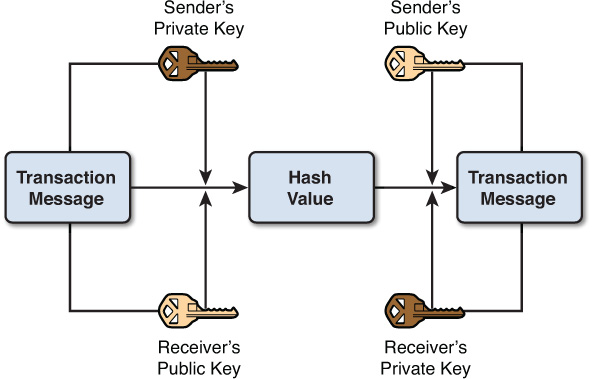 Sender's
Private Key
Sender's
Public Key
Transaction
Message
Hash
Value
Transaction
Message
Receiver's
Public Key
Receiver's
Private Key